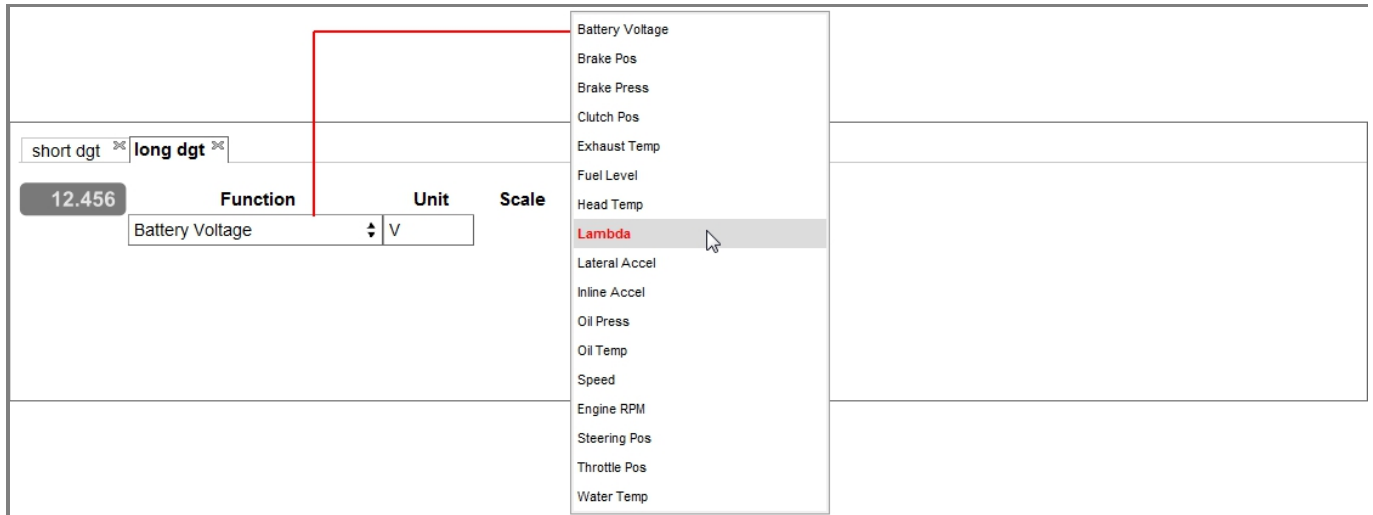 short dgt
long dgt
12.456
Function
Unit
Scale
Battery Voltage
V
Battery Voltage
Brake Pos
Brake Press
Clutch Pos
Exhaust Temp
Fuel Level
Head Temp
Lambda
Lateral Accel
Inline Accel
Oil Press
Oil Temp
Speed
Engine RPM
Steering Pos
Throttle Pos
Water Temp